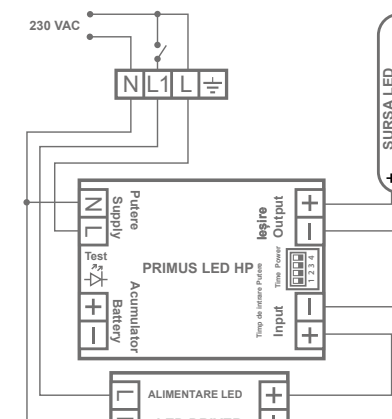 230 VAC
N L1 L
SURSA LED
+
N
L
Putere
Supply
Ieșire
Output
+
−
Test
PRIMUS LED HP
Time Power
Timp de intrare Putere
1 2 3 4
Acumulator
Battery
+
−
Input
−
+
L
ALIMENTARE LED
+